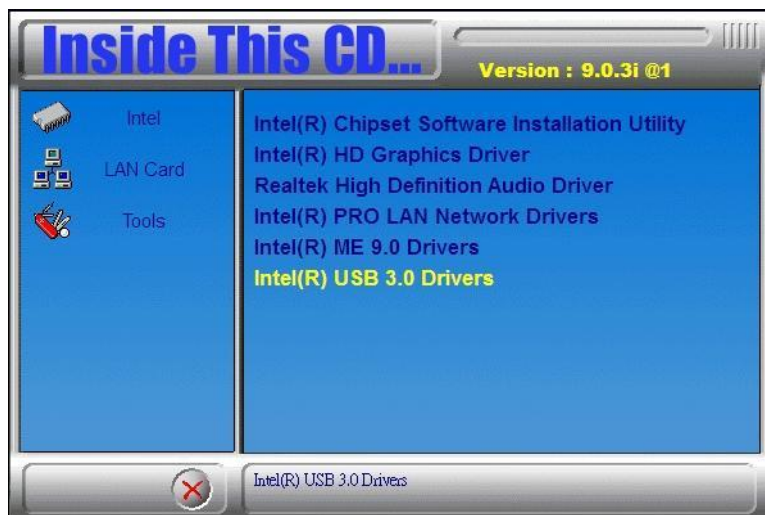 Inside This CD...
Version : 9.0.3i @1
Intel
LAN Card
Tools
Intel(R) Chipset Software Installation Utility
Intel(R) HD Graphics Driver
Realtek High Definition Audio Driver
Intel(R) PRO LAN Network Drivers
Intel(R) ME 9.0 Drivers
Intel(R) USB 3.0 Drivers
Intel(R) USB 3.0 Drivers